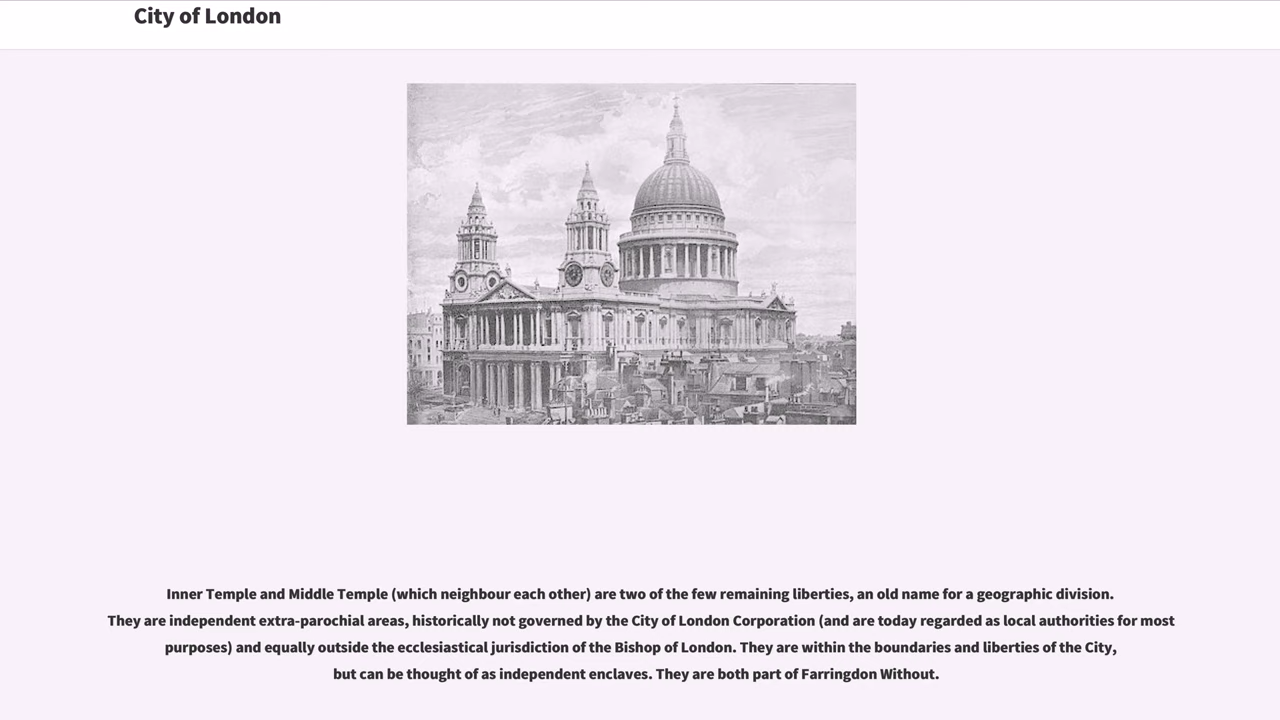 City of London
Inner Temple and Middle Temple (which neighbour each other) are two of the few remaining liberties, an old name for a geographic division.
They are independent extra-parochial areas, historically not governed by the City of London Corporation (and are today regarded as local authorities for most
purposes) and equally outside the ecclesiastical jurisdiction of the Bishop of London. They are within the boundaries and liberties of the City,
but can be thought of as independent enclaves. They are both part of Farringdon Without.